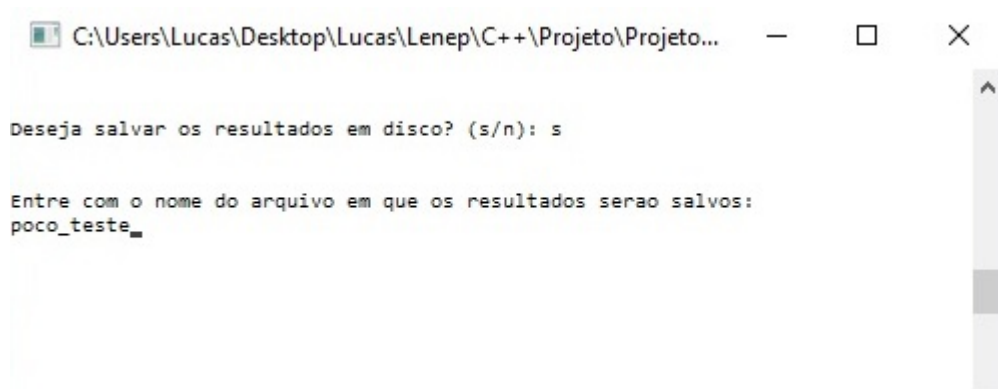 C:\Users\Lucas\Desktop\Lucas\Lenep\C++\Projeto\Projeto...
Deseja salvar os resultados em disco? (s/n): s
Entre com o nome do arquivo em que os resultados serao salvos:
poco_teste_